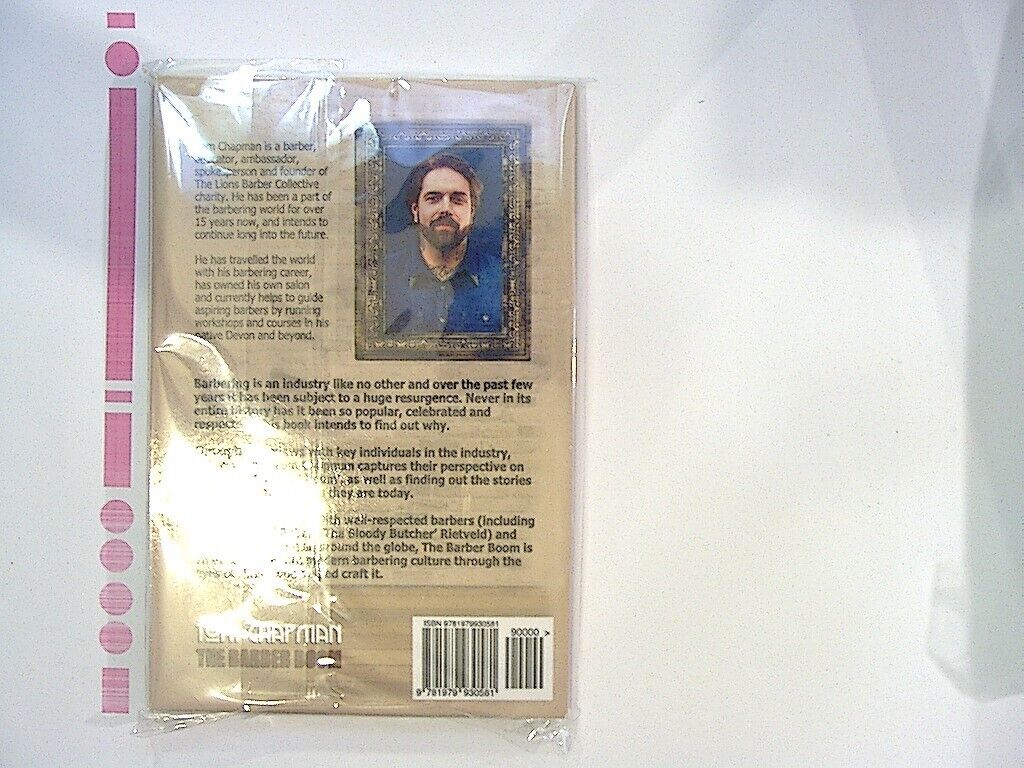 Tom Chapman is a barber,
educator, ambassador,
spokesperson and founder of
The Lions Barber Collective
charity. He has been a part of
the barbering world for over
15 years now, and intends to
continue long into the future.
He has travelled the world
with his barbering career,
has owned his own salon
and currently helps to guide
aspiring barbers by running
workshops and courses in his
native Devon and beyond.
Barbering is an industry like no other and over the past few
years it has been subject to a huge resurgence. Never in its
entire history has it been so popular, celebrated and
respected. This book intends to find out why.
Through interviews with key individuals in the industry,
Chapman captures their perspective on
as well as finding out the stories
they are today.
with well-respected barbers (including
'The Bloody Butcher' Rietveld) and
around the globe, The Barber Boom is
modern barbering culture through the
craft it.
TOM CHAPMAN
THE BARBER BOOM
ISBN 9781979930581
90000 >
9 781979 930581